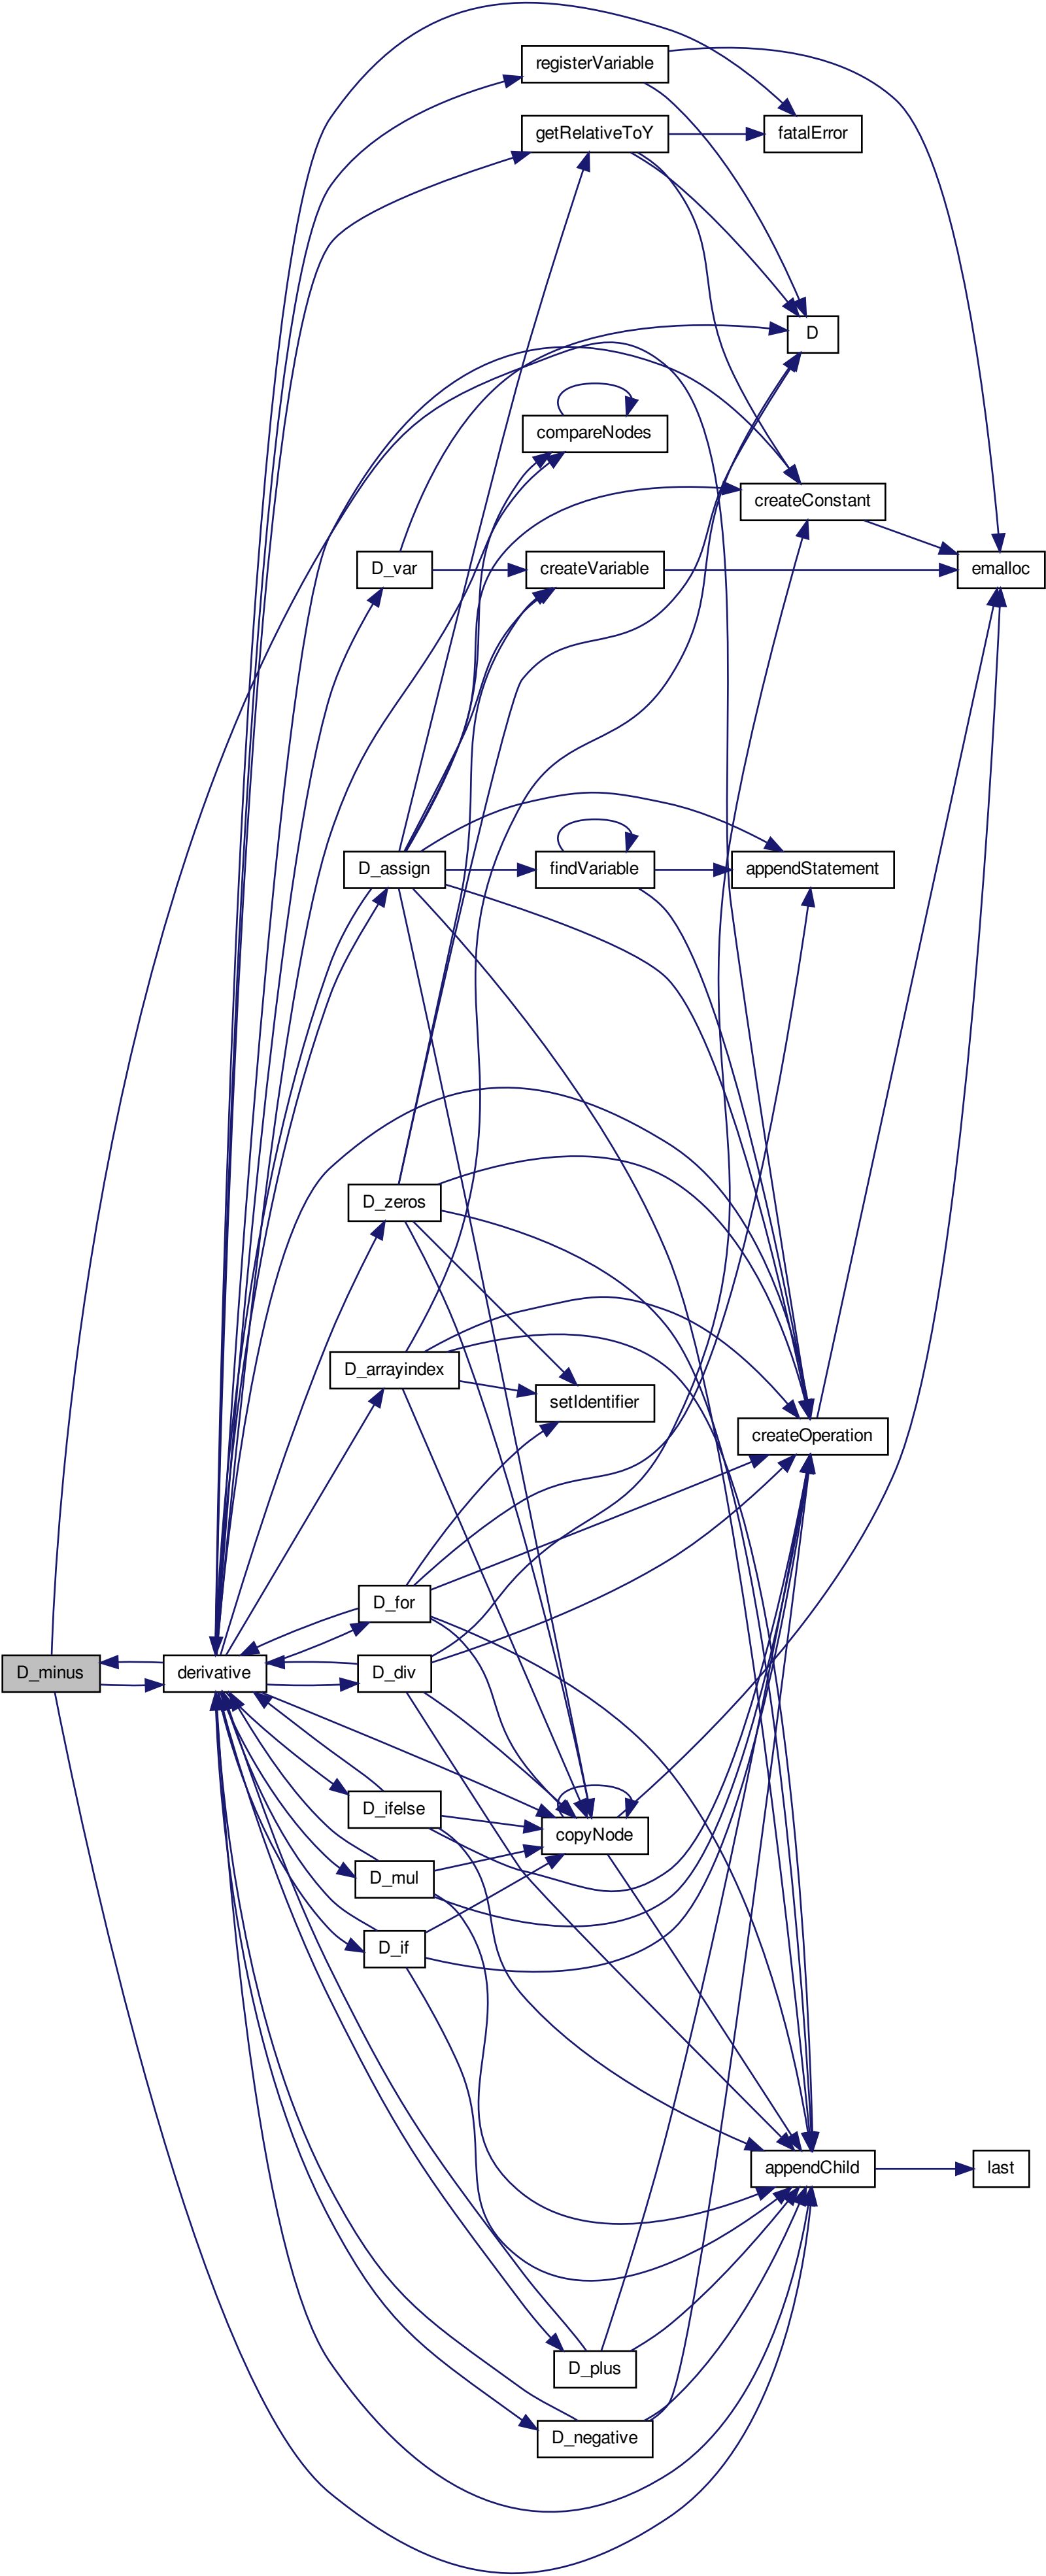 registerVariable
getRelativeToY
fatalError
D
compareNodes
createConstant
D_var
createVariable
emalloc
D_assign
findVariable
appendStatement
D_zeros
D_arrayindex
setIdentifier
createOperation
D_for
D_minus
derivative
D_div
D_ifelse
copyNode
D_mul
D_if
appendChild
last
D_plus
D_negative